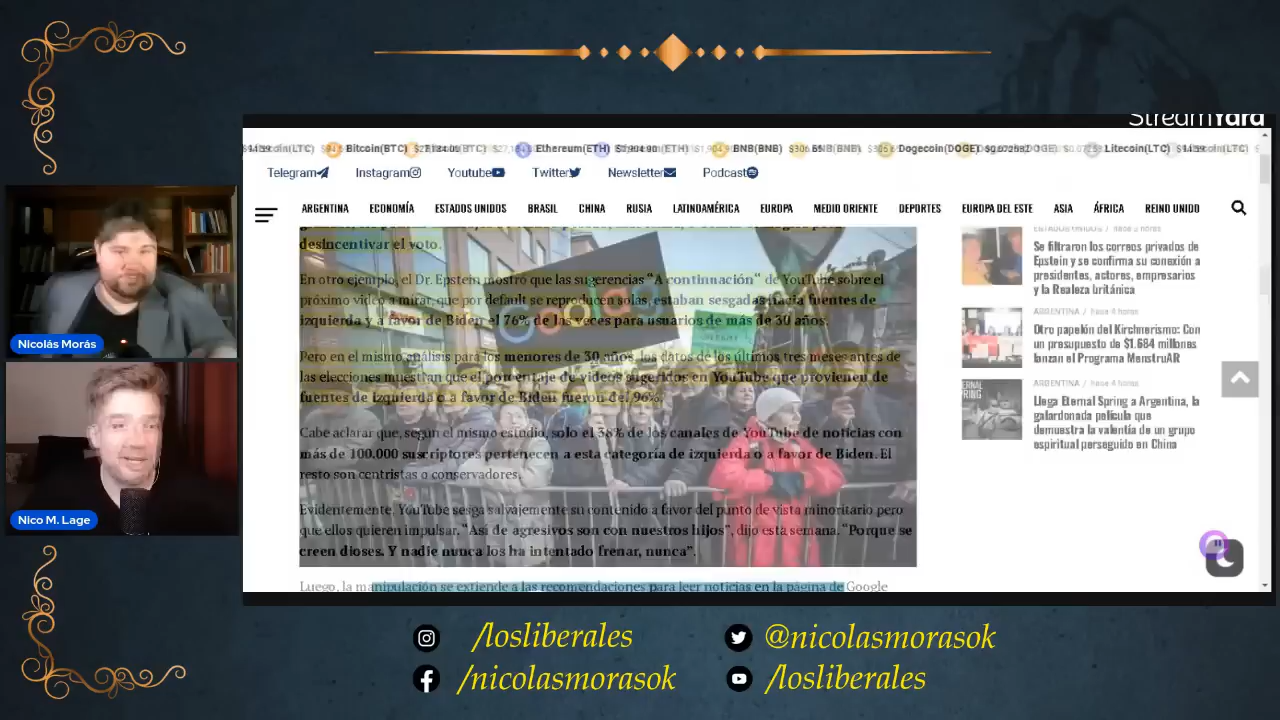 StreamYard
Bitcoin(BTC) Ethereum(ETH) BNB(BNB) Dogecoin(DOGE) Litecoin(LTC)
Telegram Instagram Youtube Twitter Newsletter Podcast
ARGENTINA ECONOMÍA ESTADOS UNIDOS BRASIL CHINA RUSIA LATINOAMÉRICA EUROPA MEDIO ORIENTE DEPORTES EUROPA DEL ESTE ASIA ÁFRICA REINO UNIDO
desincentivar el voto.
En otro ejemplo, el Dr. Epstein mostró que las sugerencias “A continuación” de YouTube sobre el
próximo video a mirar, que por default se reproducen solas, estaban sesgadas hacia fuentes de
izquierda y a favor de Biden el 76% de las veces para usuarios de más de 30 años.
Pero en el mismo análisis para los menores de 30 años, los datos de los últimos tres meses antes de
las elecciones muestran que el porcentaje de videos sugeridos en YouTube que provienen de
fuentes de izquierda o a favor de Biden fueron del 96%.
Cabe aclarar que, según el mismo estudio, solo el 38% de los canales de YouTube de noticias con
más de 100.000 suscriptores pertenecen a esta categoría de izquierda o a favor de Biden. El
resto son centristas o conservadores.
Evidentemente, YouTube sesga salvajemente su contenido a favor del punto de vista minoritario pero
que ellos quieren impulsar. “Así de agresivos son con nuestros hijos”, dijo esta semana. “Porque se
creen dioses. Y nadie nunca los ha intentado frenar, nunca”.
Luego, la manipulación se extiende a las recomendaciones para leer noticias en la página de Google
ESTADOS UNIDOS / hace 3 horas
Se filtraron los correos privados de
Epstein y se confirma su conexión a
presidentes, actores, empresarios
y la Realeza británica
ARGENTINA / hace 4 horas
Otro papelón del Kirchnerismo: Con
un presupuesto de $1.684 millones
lanzan el Programa MenstruAR
ARGENTINA / hace 4 horas
Llega Eternal Spring a Argentina, la
galardonada película que
demuestra la valentía de un grupo
espiritual perseguido en China
Nicolás Morás
Nico M. Lage
/losliberales
@nicolasmorasok
/nicolasmorasok
/losliberales